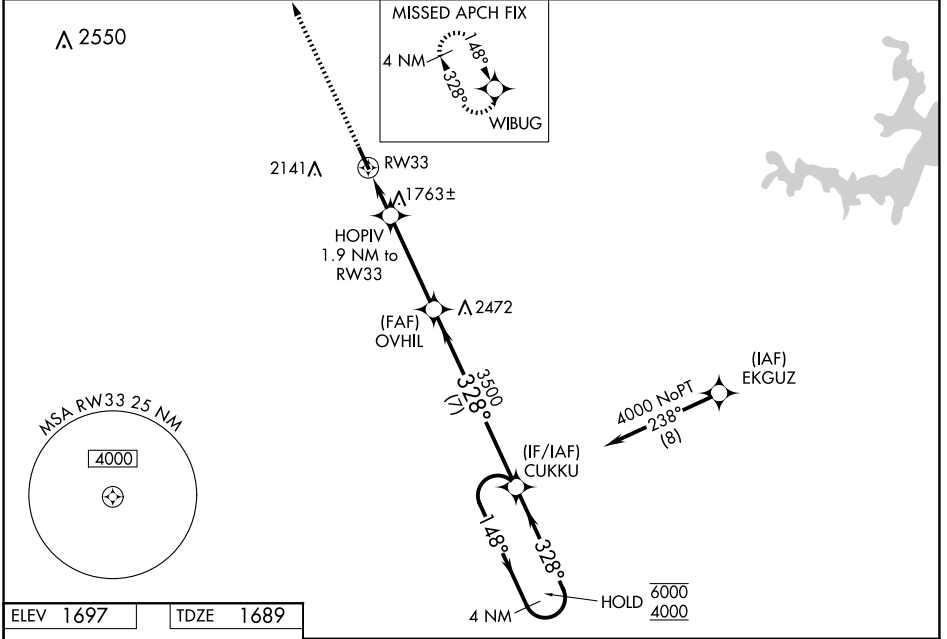 2550
MISSED APCH FIX
4 NM
148°
328°
WIBUG
2141
RW33
1763±
HOPIV
1.9 NM to
RW33
(FAF)
OVHIL
2472
3500
328°
(7)
(IAF)
EKGUZ
4000 NoPT
238°
(8)
(IF/IAF)
CUKKU
MSA RW33 25 NM
4000
148°
328°
4 NM
HOLD
6000
4000
ELEV 1697
TDZE 1689